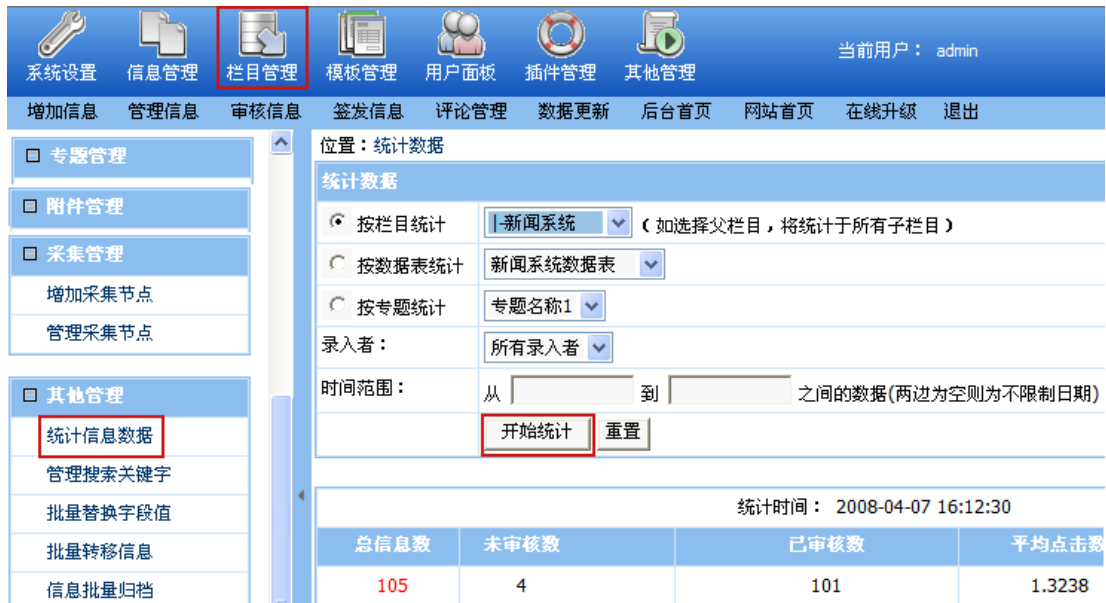 系统设置 信息管理 栏目管理 模板管理 用户面板 插件管理 其他管理 当前用户： admin
增加信息 管理信息 审核信息 签发信息 评论管理 数据更新 后台首页 网站首页 在线升级 退出
专题管理
附件管理
采集管理
增加采集节点
管理采集节点
其他管理
统计信息数据
管理搜索关键字
批量替换字段值
批量转移信息
信息批量归档
位置：统计数据
统计数据
按栏目统计 |-新闻系统 （如选择父栏目，将统计于所有子栏目）
按数据表统计 新闻系统数据表
按专题统计 专题名称1
录入者： 所有录入者
时间范围： 从 到 之间的数据(两边为空则为不限制日期)
开始统计 重置
统计时间： 2008-04-07 16:12:30
总信息数 未审核数 已审核数 平均点击数
105 4 101 1.3238